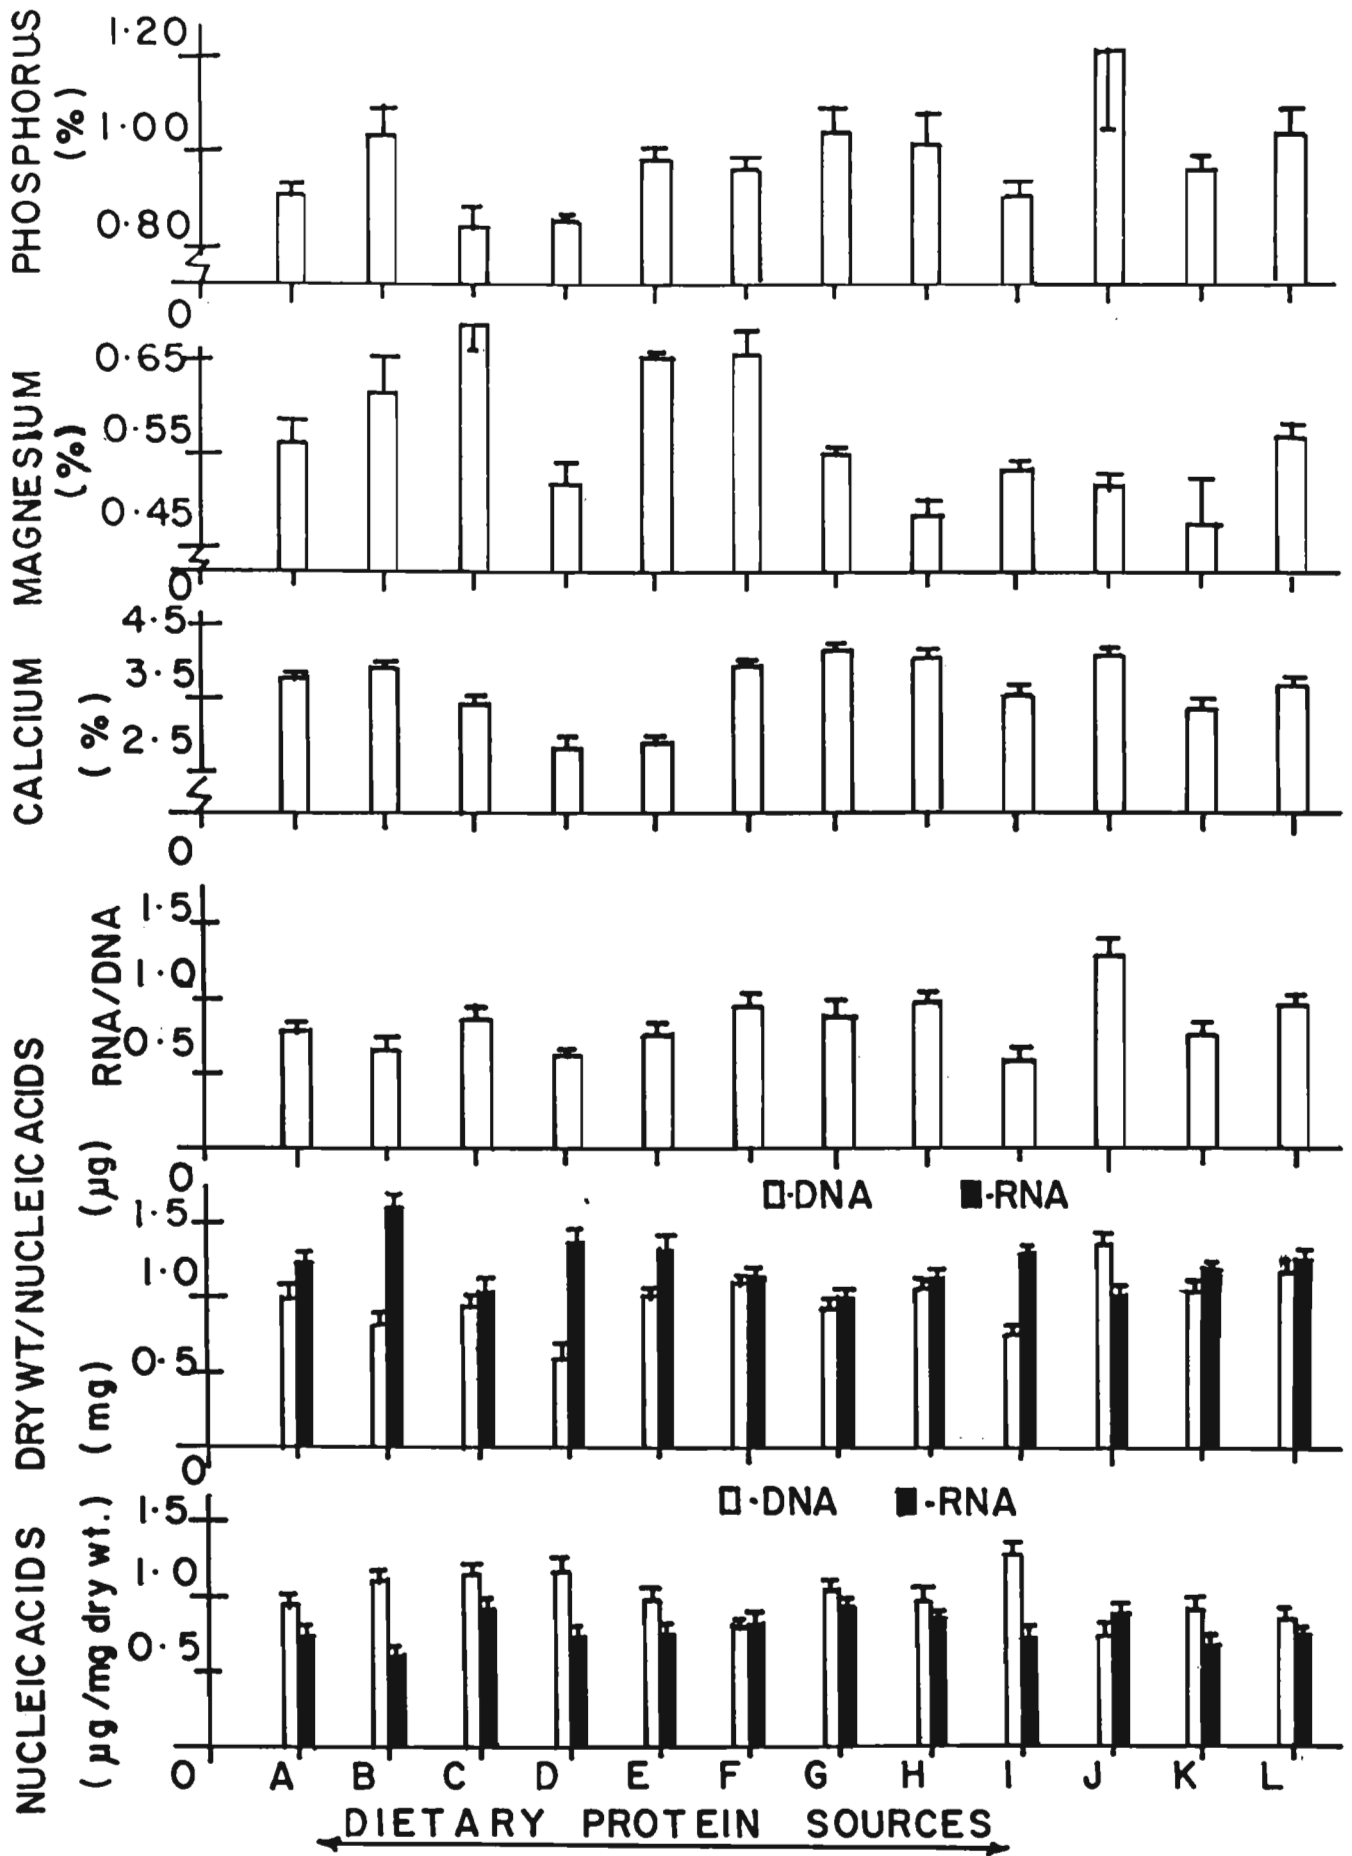 PHOSPHORUS
(%)
1.20
1.00
0.80
0
MAGNESIUM
(%)
0.65
0.55
0.45
0
CALCIUM
(%)
4.5
3.5
2.5
0
RNA/DNA
1.5
1.0
0.5
0
DRY WT/NUCLEIC ACIDS
(mg) (µg)
DNA RNA
1.5
1.0
0.5
0
NUCLEIC ACIDS
(µg/mg dry wt.)
DNA RNA
1.5
1.0
0.5
0 A B C D E F G H I J K L
DIETARY PROTEIN SOURCES